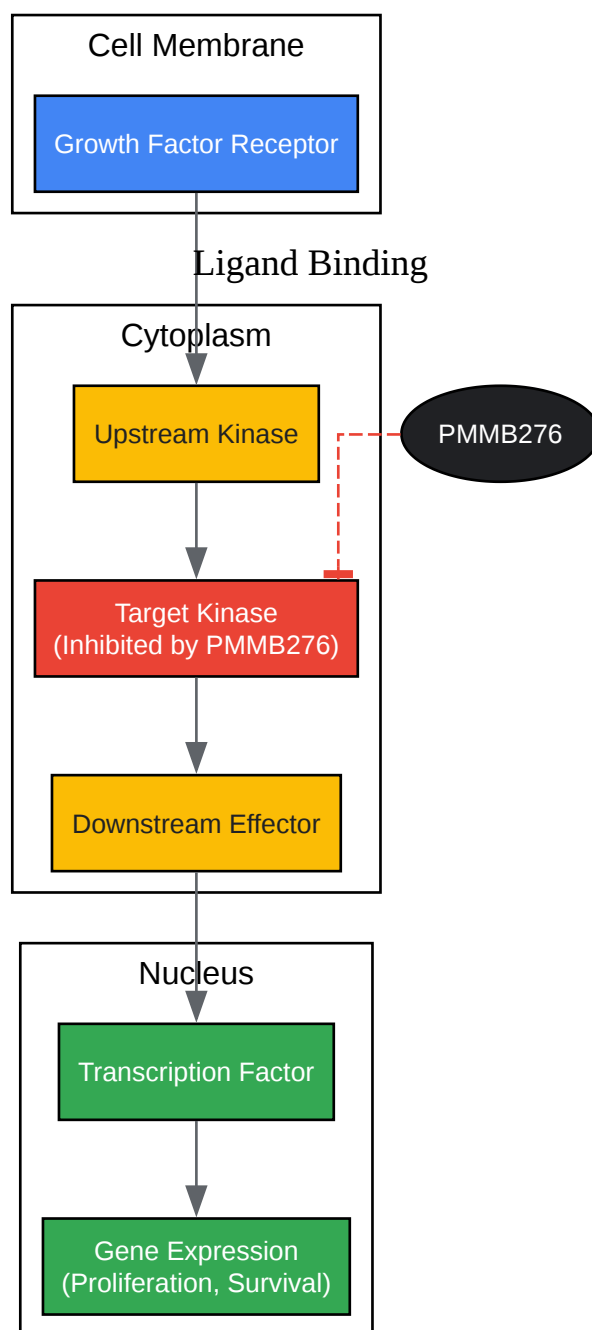 Cell Membrane
Growth Factor Receptor
Ligand Binding
Cytoplasm
Upstream Kinase
PMMB276
Target Kinase
(Inhibited by PMMB276)
Downstream Effector
Nucleus
Transcription Factor
Gene Expression
(Proliferation, Survival)